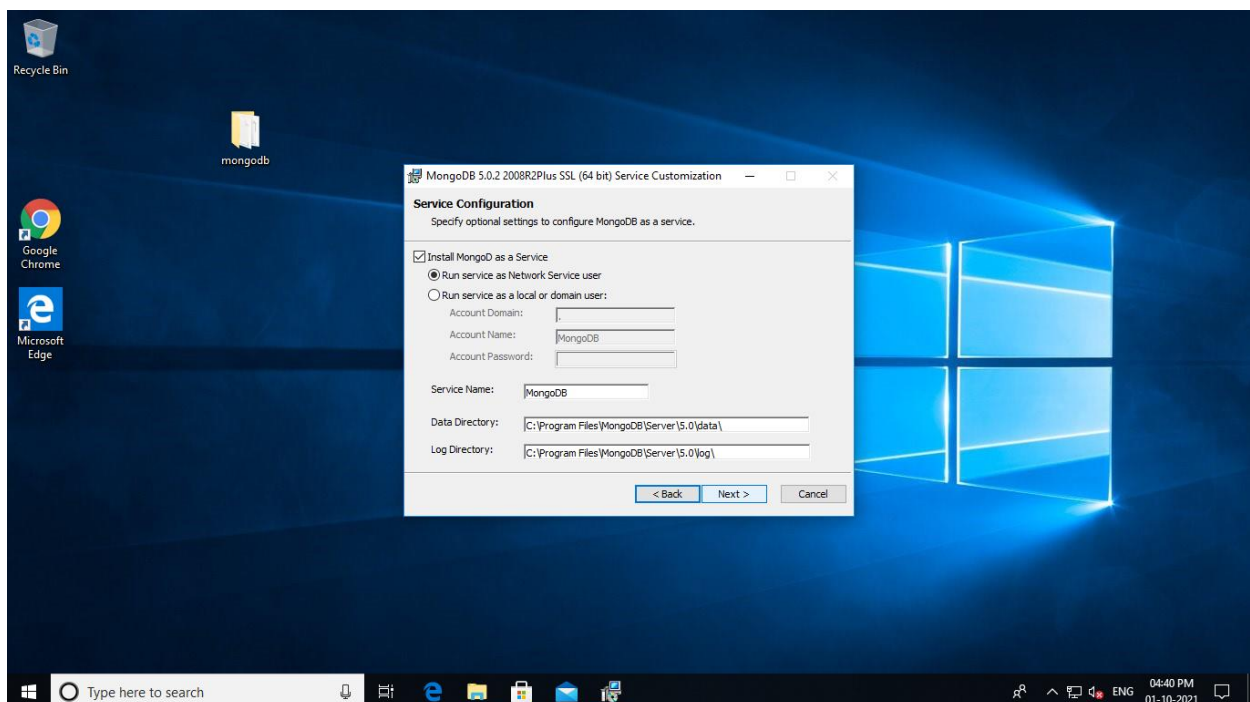 Recycle Bin
mongodb
Google
Chrome
Microsoft
Edge
MongoDB 5.0.2 2008R2Plus SSL (64 bit) Service Customization
Service Configuration
Specify optional settings to configure MongoDB as a service.
Install MongoD as a Service
Run service as Network Service user
Run service as a local or domain user:
Account Domain: .
Account Name: MongoDB
Account Password:
Service Name: MongoDB
Data Directory: C:\Program Files\MongoDB\Server\5.0\data\
Log Directory: C:\Program Files\MongoDB\Server\5.0\log\
< Back Next > Cancel
Type here to search
ENG
04:40 PM
01-10-2021